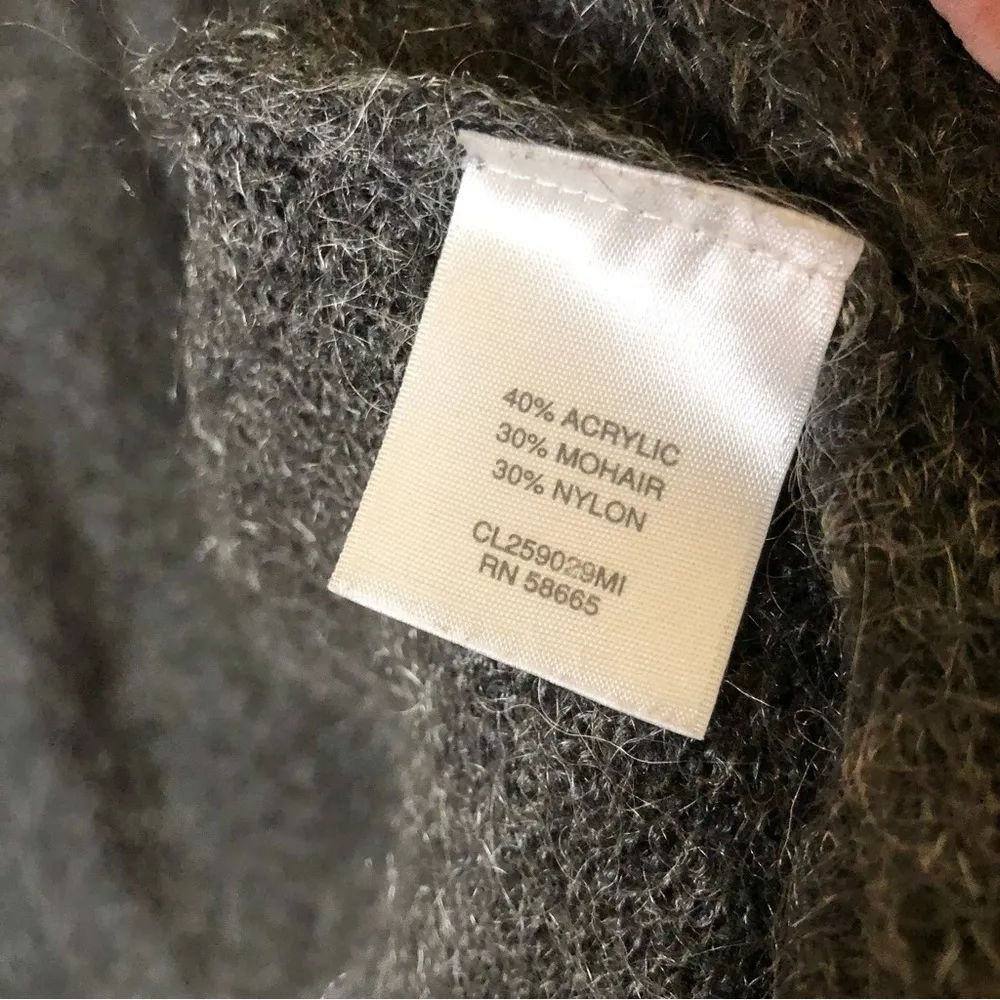 40% ACRYLIC
30% MOHAIR
30% NYLON
CL259029MI
RN 58665